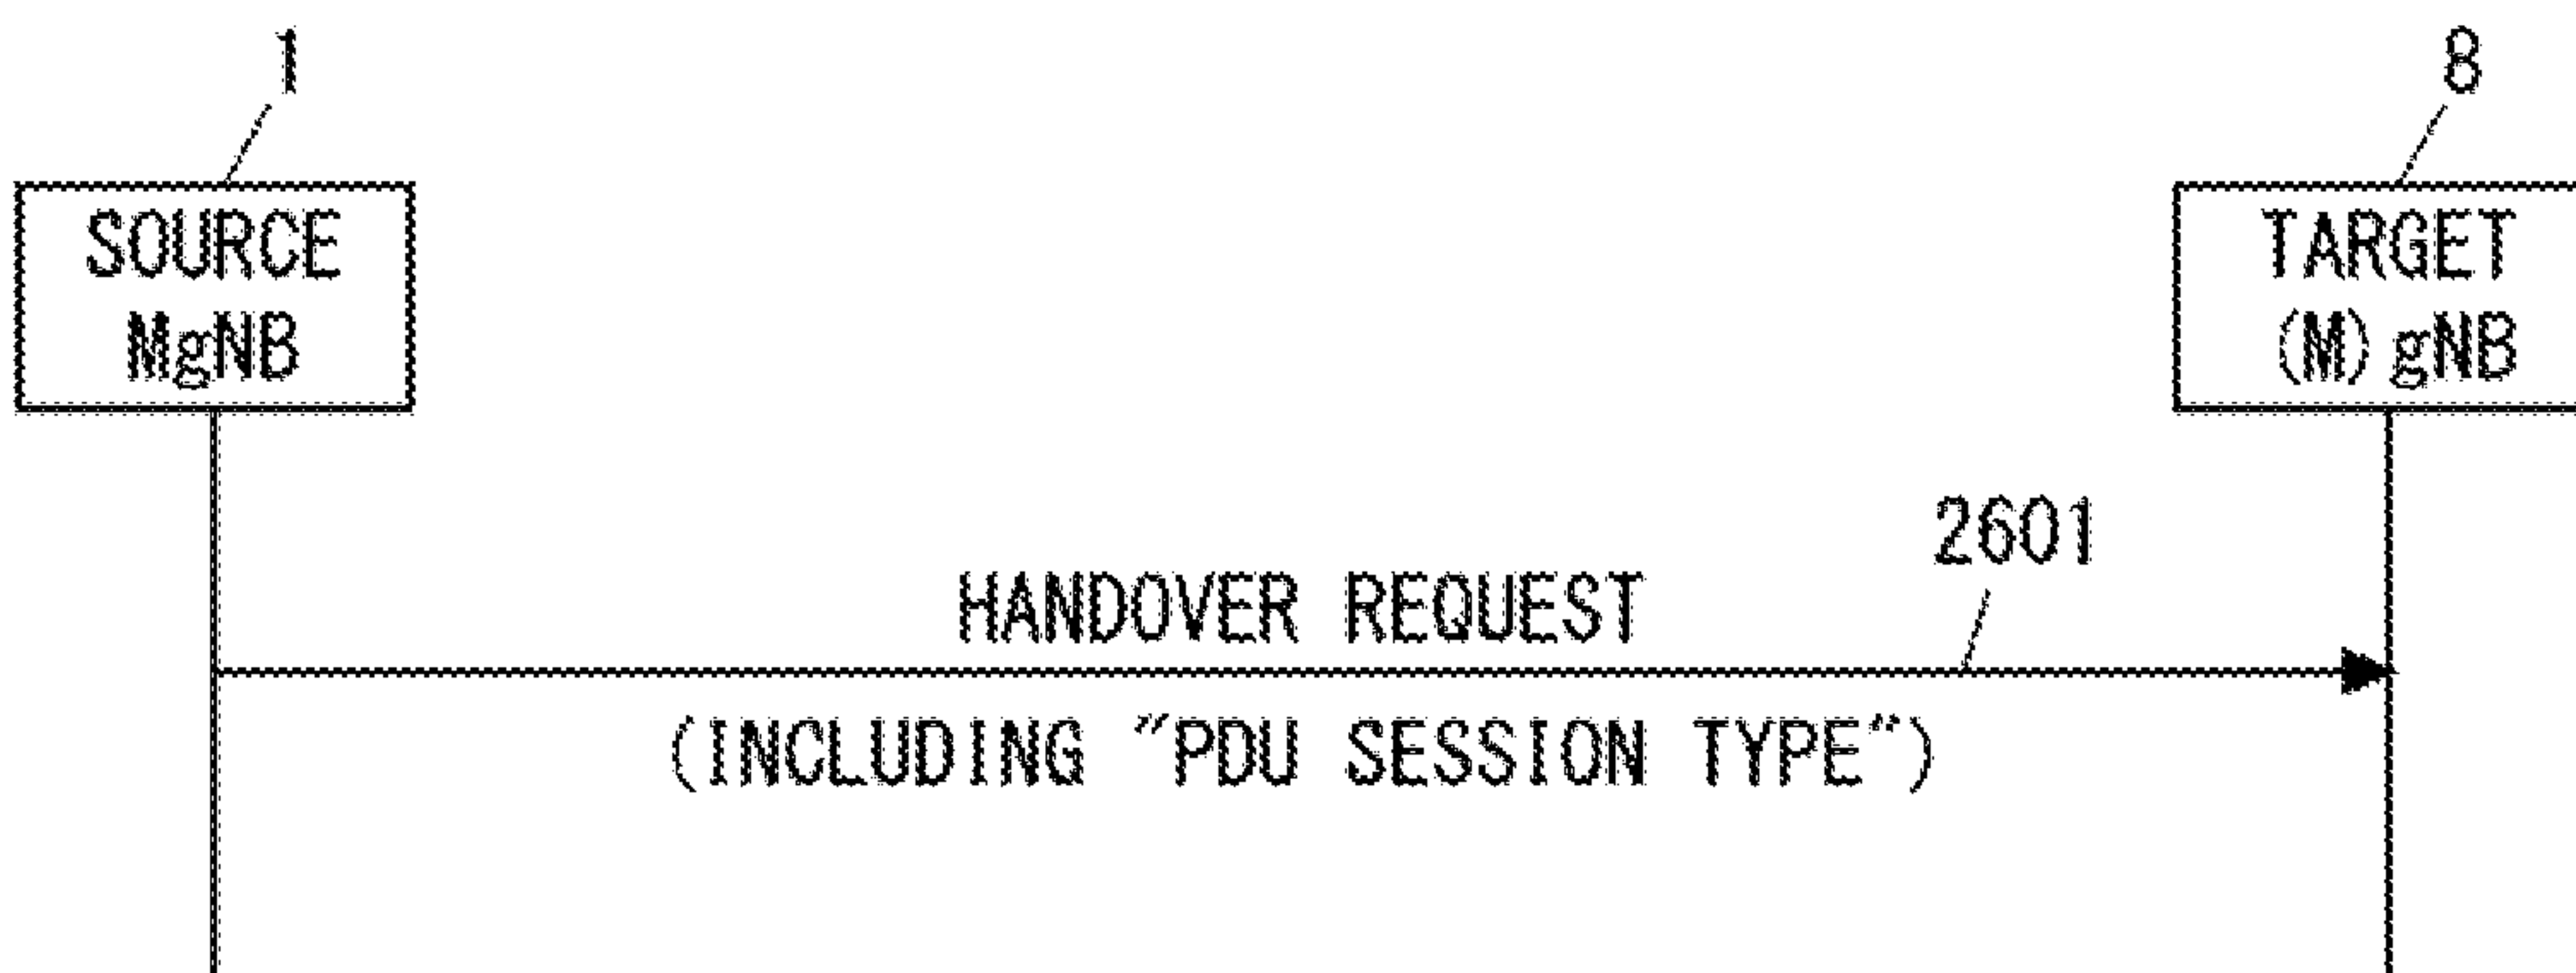 1
8
SOURCE
MgNB
TARGET
(M) gNB
2601
HANDOVER REQUEST
(INCLUDING "PDU SESSION TYPE")